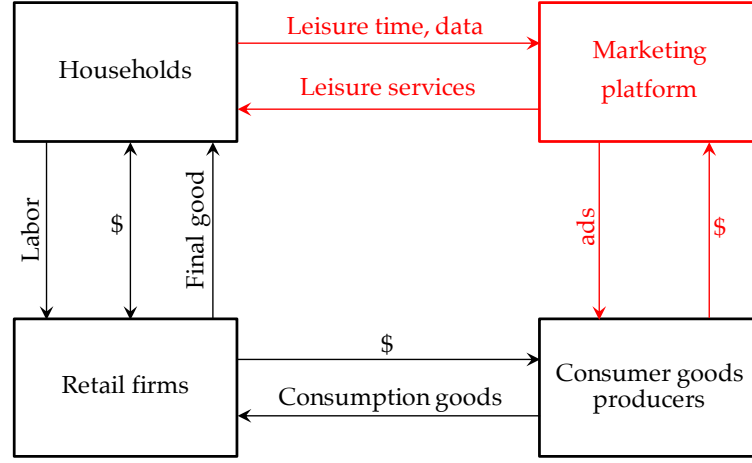 Households
Leisure time, data
Leisure services
Marketing
platform
Labor
$
Final good
ads
$
Retail firms
$
Consumption goods
Consumer goods
producers